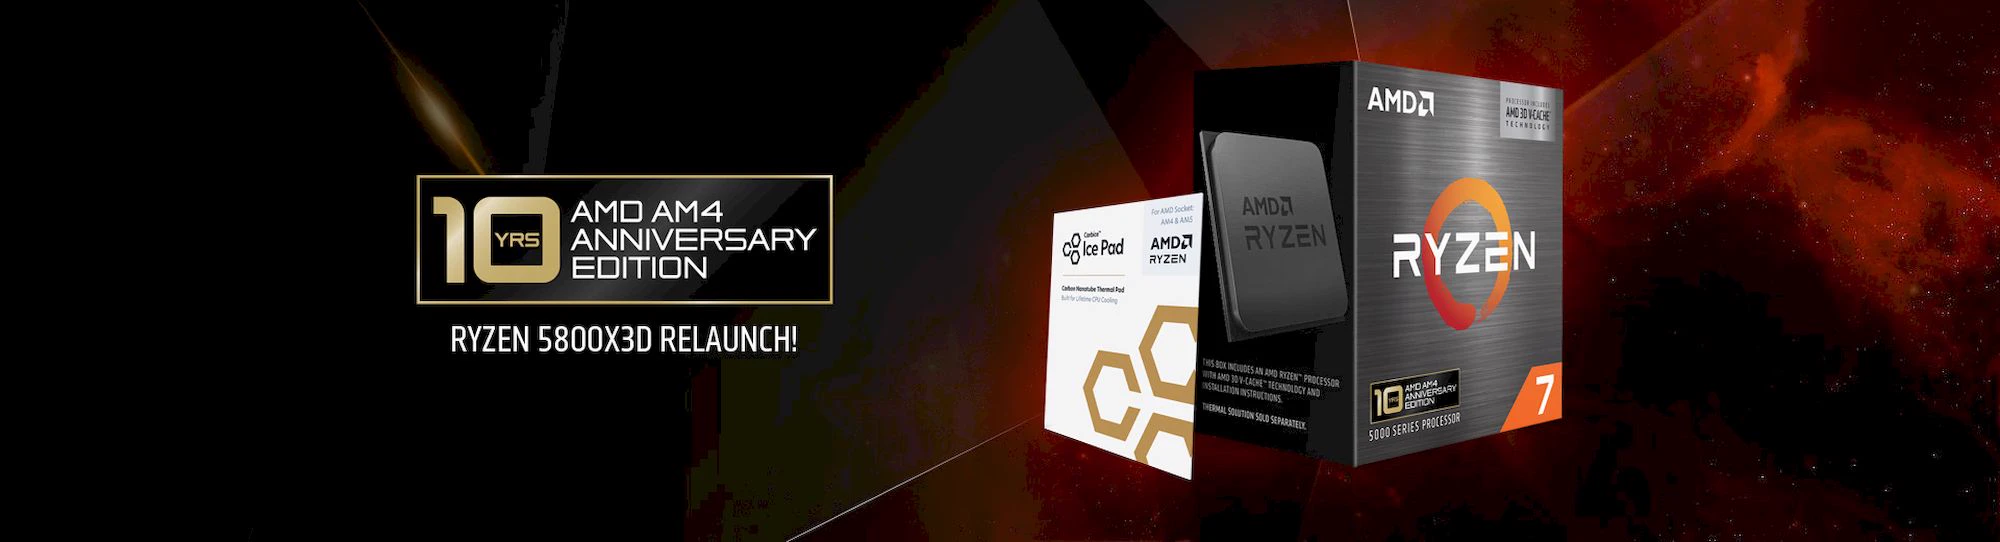 10 YRS
AMD AM4
ANNIVERSARY
EDITION
RYZEN 5800X3D RELAUNCH!
Carbice™
Ice Pad
For AMD Socket:
AM4 & AM5
AMD
RYZEN
Carbon Nanotube Thermal Pad
Built for Lifetime CPU Cooling
AMD
RYZEN
THIS BOX INCLUDES AN AMD RYZEN™ PROCESSOR
WITH AMD 3D V-CACHE™ TECHNOLOGY AND
INSTALLATION INSTRUCTIONS.
THERMAL SOLUTION SOLD SEPARATELY.
AMD
PROCESSOR INCLUDES
AMD 3D V-CACHE™
TECHNOLOGY
RYZEN
10 YRS
AMD AM4
ANNIVERSARY
EDITION
5000 SERIES PROCESSOR
7